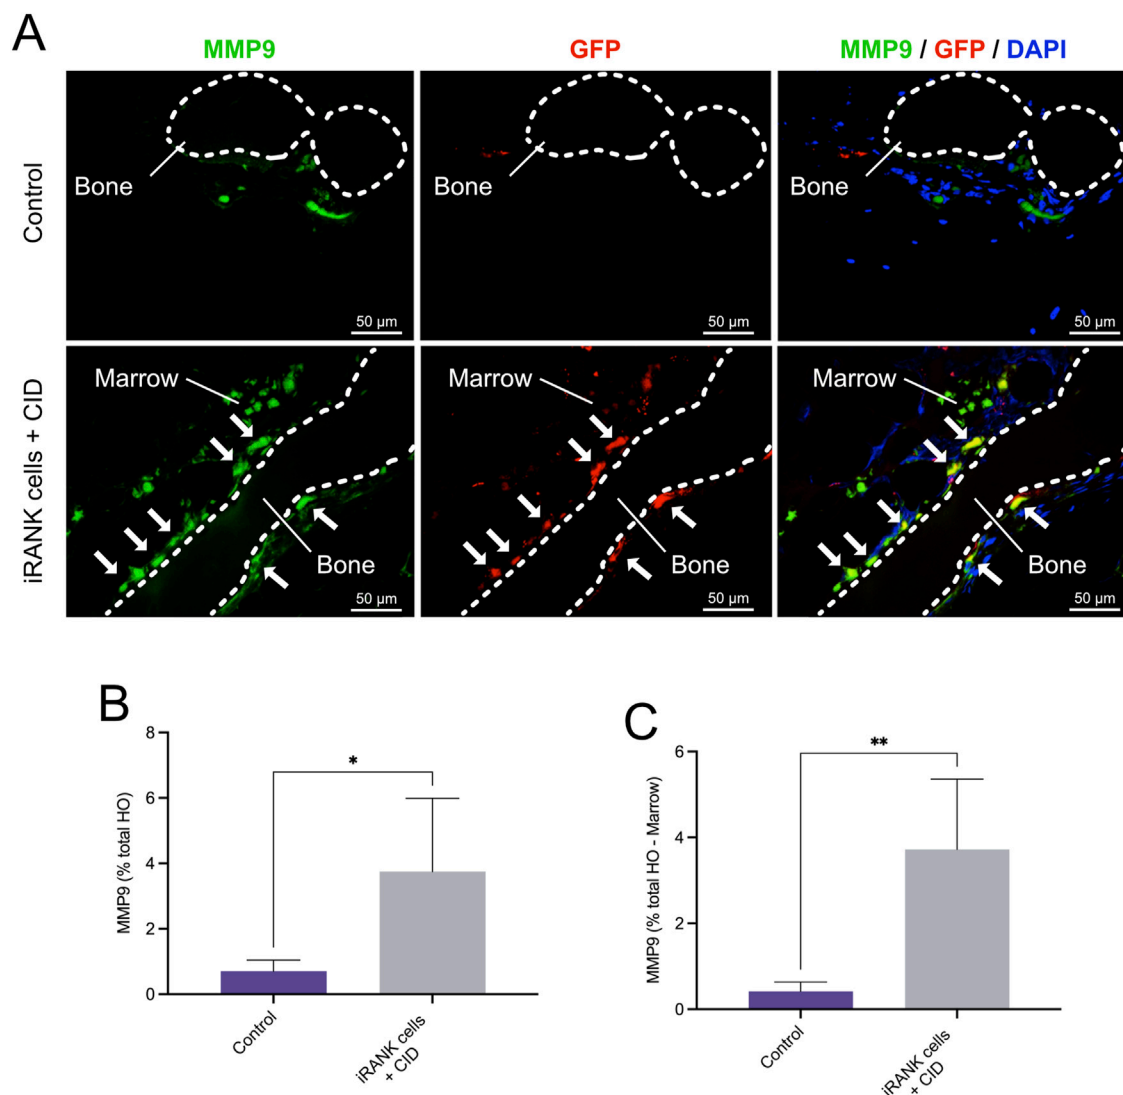 A
MMP9
GFP
MMP9 / GFP / DAPI
Control
Bone
50 µm
Bone
50 µm
50 µm
iRANK cells + CID
Marrow
Bone
50 µm
Marrow
Bone
50 µm
Marrow
Bone
50 µm
B
MMP9 (% total HO)
8
6
4
2
0
*
Control
iRANK cells
+ CID
C
MMP9 (% total HO - Marrow)
6
4
2
0
**
Control
iRANK cells
+ CID